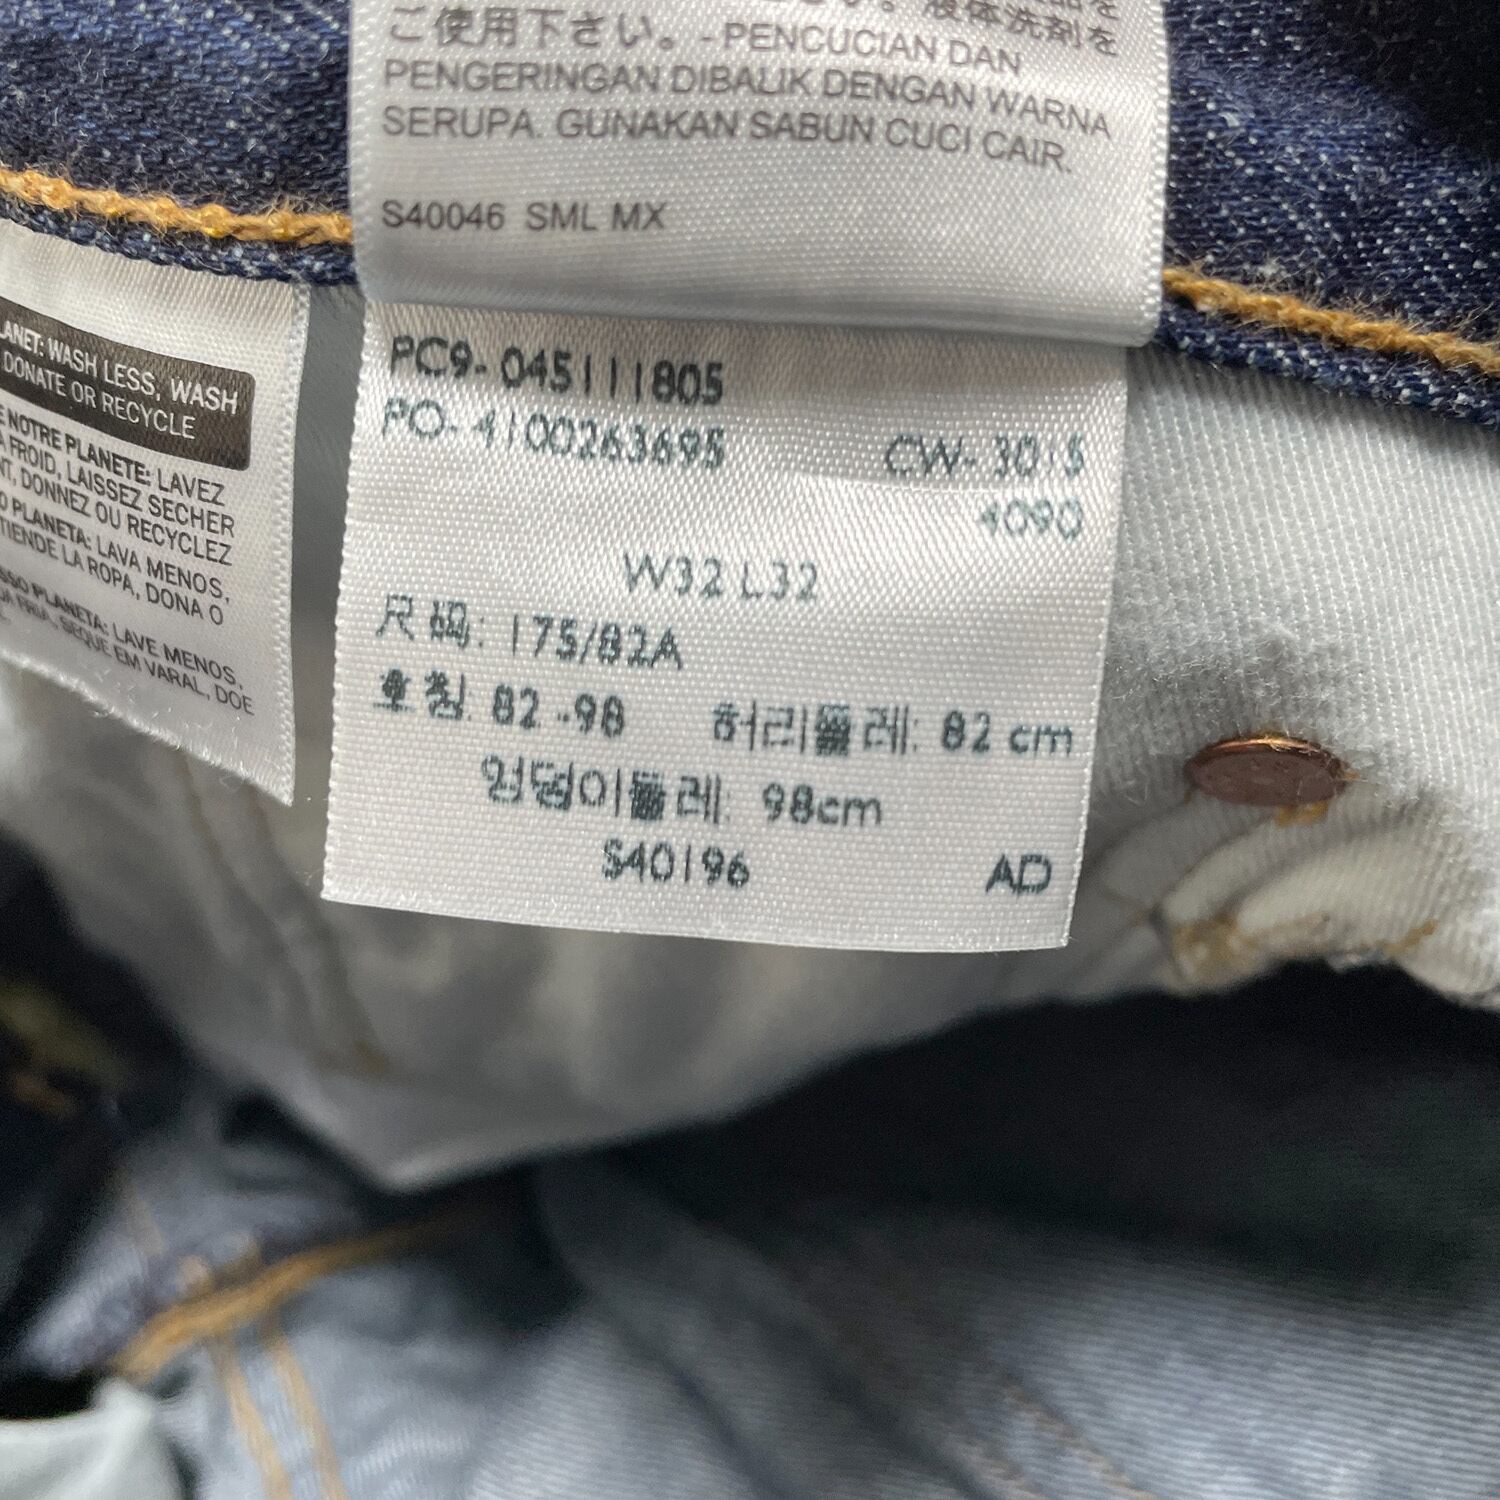 ご使用下さい。-PENCUCIAN DAN
PENGERINGAN DIBALIK DENGAN WARNA
SERUPA. GUNAKAN SABUN CUCI CAIR.
S40046 SML MX
PC9-045111805
PO-4100263695
CW-3015
4090
W32 L32
尺码: 175/82A
호칭: 82-98 허리둘레: 82 cm
엉덩이둘레: 98cm
S40196 AD
ANET: WASH LESS, WASH
DONATE OR RECYCLE
NOTRE PLANETE: LAVEZ
FROID, LAISSEZ SECHER
DONNEZ OU RECYCLEZ
PLANETA: LAVA MENOS,
TIENDE LA ROPA, DONA O
PLANETA: LAVE MENOS,
FRIA, SEQUE EM VARAL, DOE